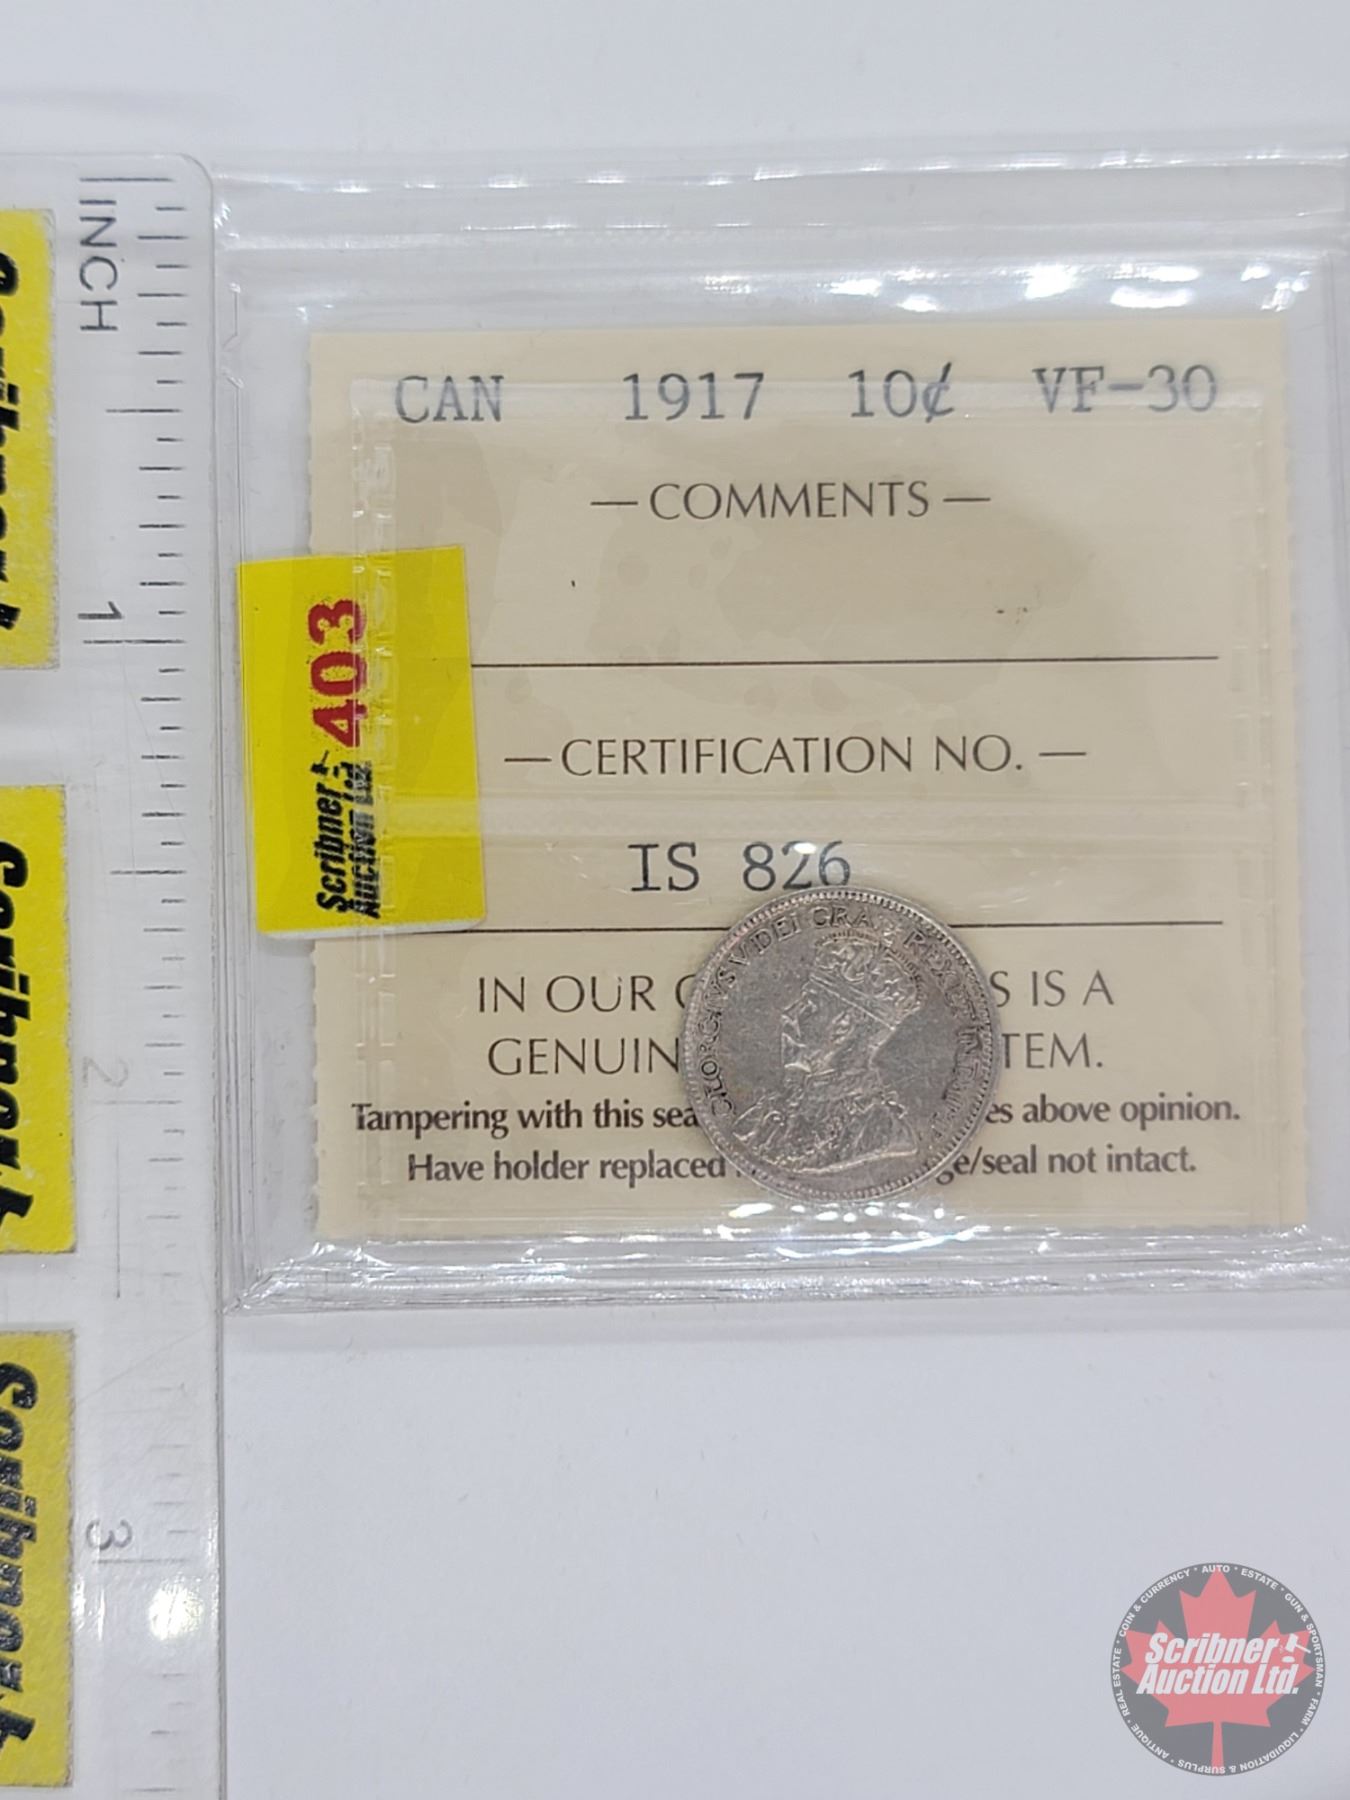 INCH
1
2
3
CAN 1917 10¢ VF-30
— COMMENTS —
— CERTIFICATION NO. —
IS 826
IN OUR S IS A
GENUIN TEM.
Tampering with this sea es above opinion.
Have holder replaced ge/seal not intact.
403
Scribner
Auction Ltd.
GEORGIVS V DEI GRA REX ET IND:IMP:
Scribner
Scribner
Scribner
COIN & CURRENCY • AUTO • ESTATE • GUN & SPORTSMAN • FARM • LIQUIDATION & SURPLUS • ANTIQUE • REAL ESTATE •
Scribner
Auction Ltd.